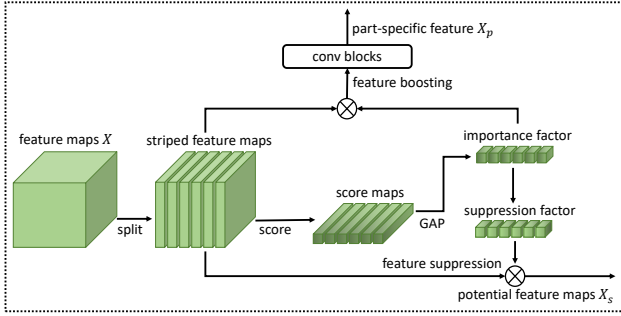 part-specific feature X_p
conv blocks
feature boosting
feature maps X
striped feature maps
importance factor
score maps
split
score
GAP
suppression factor
feature suppression
potential feature maps X_s